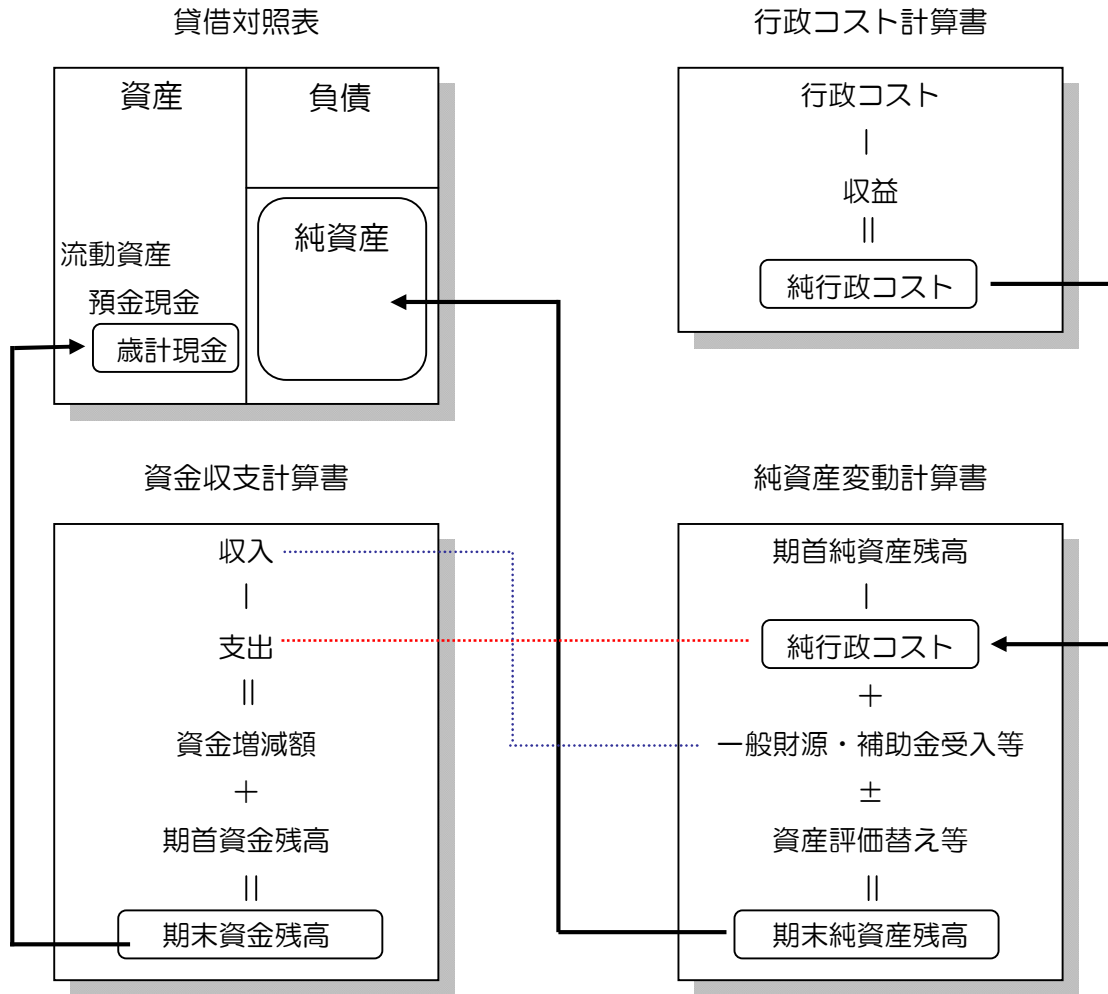 貸借対照表
資産
負債
流動資産
預金現金
歳計現金
純資産
行政コスト計算書
行政コスト
－
収益
＝
純行政コスト
資金収支計算書
収入
－
支出
＝
資金増減額
＋
期首資金残高
＝
期末資金残高
純資産変動計算書
期首純資産残高
－
純行政コスト
＋
一般財源・補助金受入等
±
資産評価替え等
＝
期末純資産残高